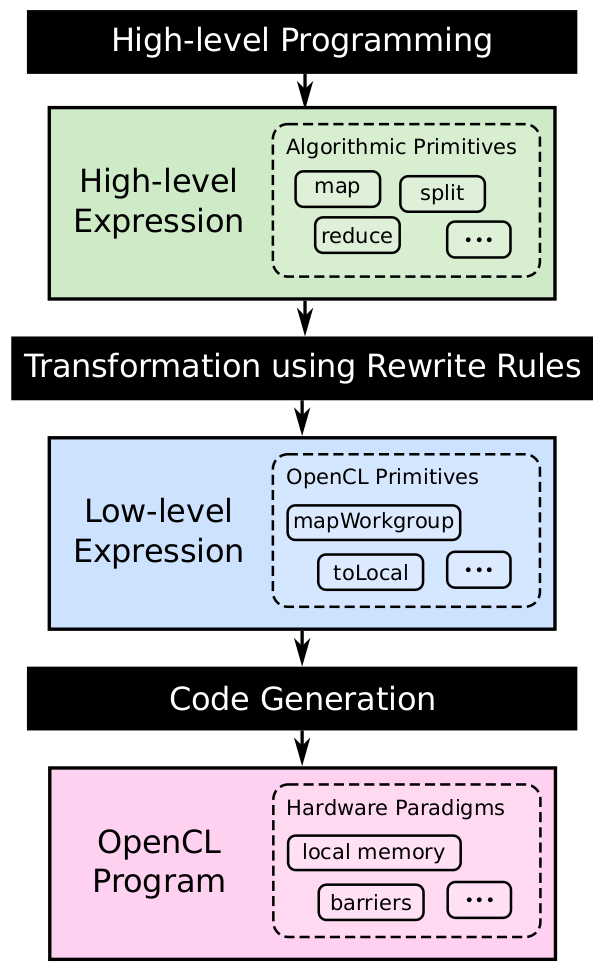 High-level Programming
High-level
Expression
Algorithmic Primitives
map
split
reduce
...
Transformation using Rewrite Rules
Low-level
Expression
OpenCL Primitives
mapWorkgroup
toLocal
...
Code Generation
OpenCL
Program
Hardware Paradigms
local memory
barriers
...